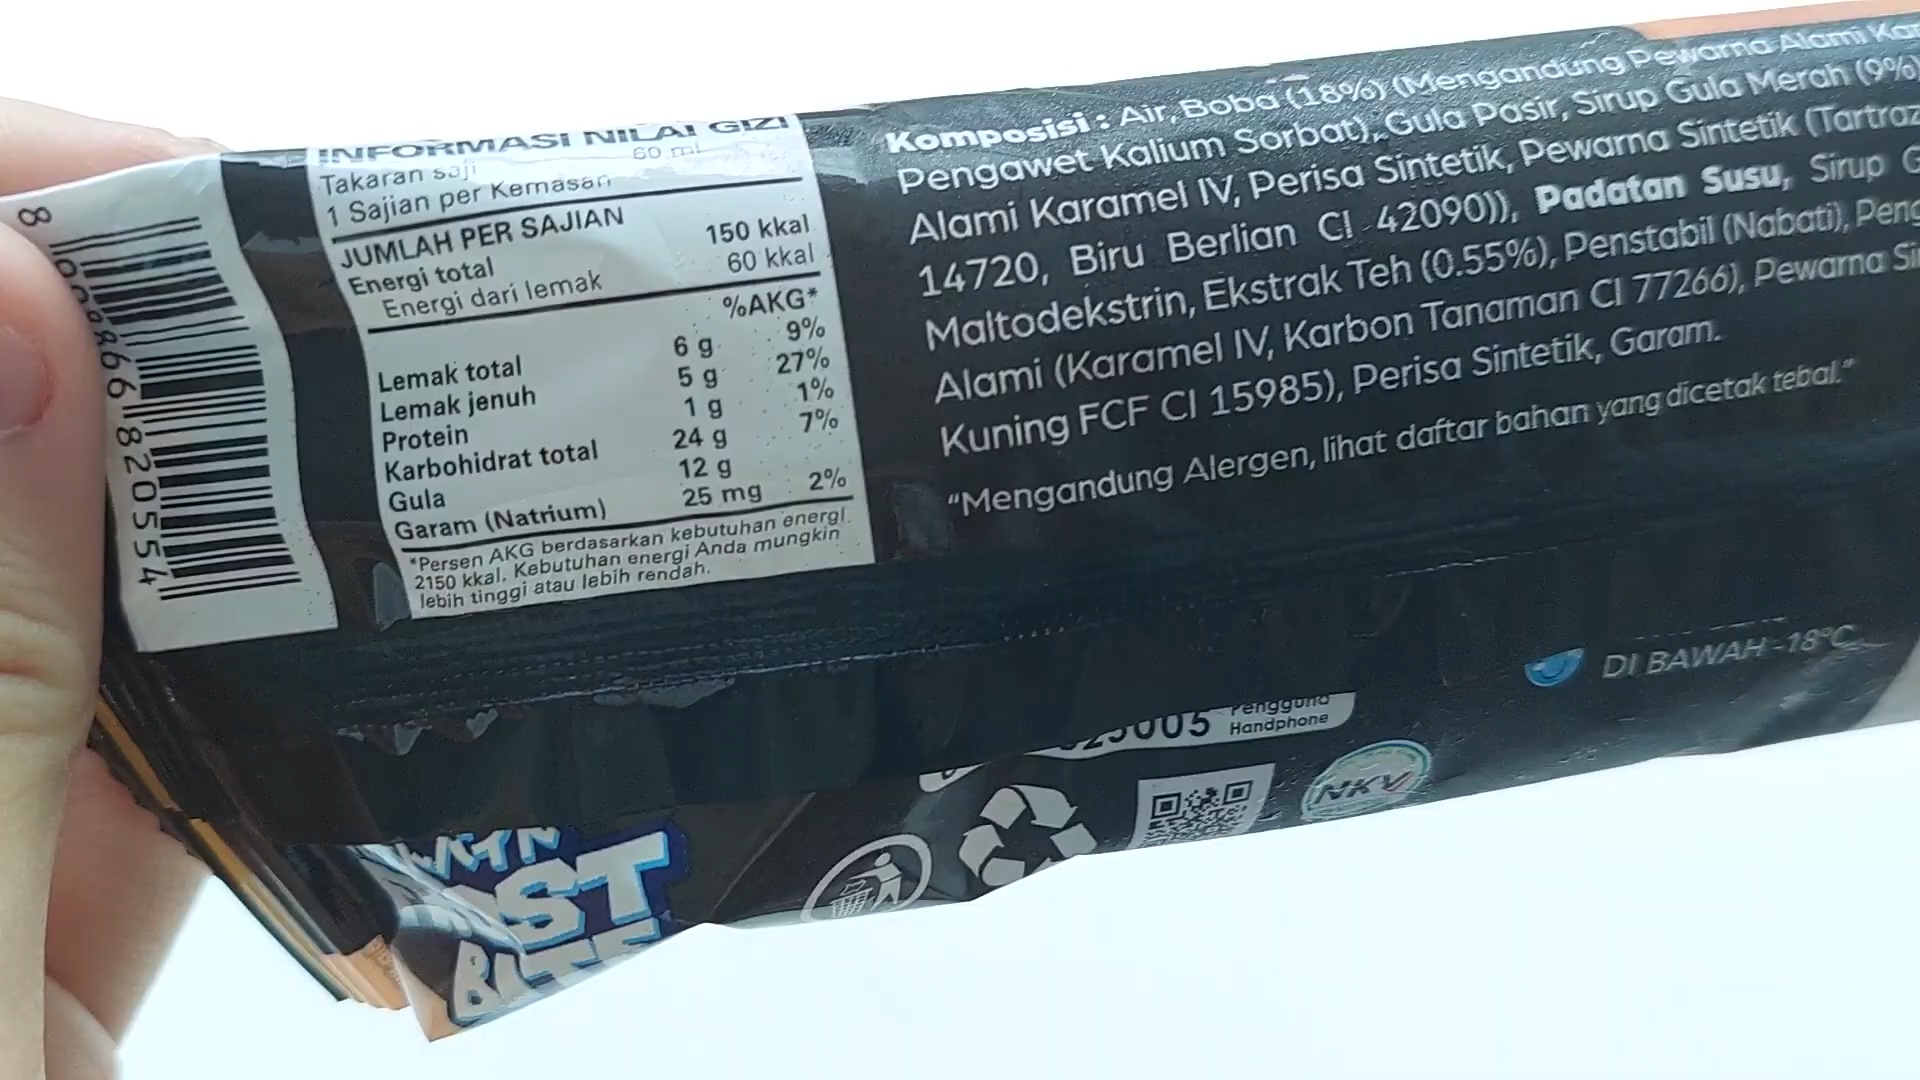 INFORMASI NILAI GIZI
Takaran saji 60 ml
1 Sajian per Kemasan
JUMLAH PER SAJIAN
Energi total 150 kkal
Energi dari lemak 60 kkal
%AKG*
Lemak total 6 g 9%
Lemak jenuh 5 g 27%
Protein 1 g 1%
Karbohidrat total 24 g 7%
Gula 12 g
Garam (Natrium) 25 mg 2%
*Persen AKG berdasarkan kebutuhan energi
2150 kkal. Kebutuhan energi Anda mungkin
lebih tinggi atau lebih rendah.
Komposisi : Air, Boba (18%) (Mengandung Pewarna Alami
Pengawet Kalium Sorbat), Gula Pasir, Sirup Gula Merah (9%)
Alami Karamel IV, Perisa Sintetik, Pewarna Sintetik
14720, Biru Berlian CI 42090)), Padatan Susu, Sirup
Maltodekstrin, Ekstrak Teh (0.55%), Penstabil (Nabati),
Alami (Karamel IV, Karbon Tanaman CI 77266), Pewarna
Kuning FCF CI 15985), Perisa Sintetik, Garam.
"Mengandung Alergen, lihat daftar bahan yang dicetak tebal."
DI BAWAH -18°C
Pengguna
Handphone
NKV